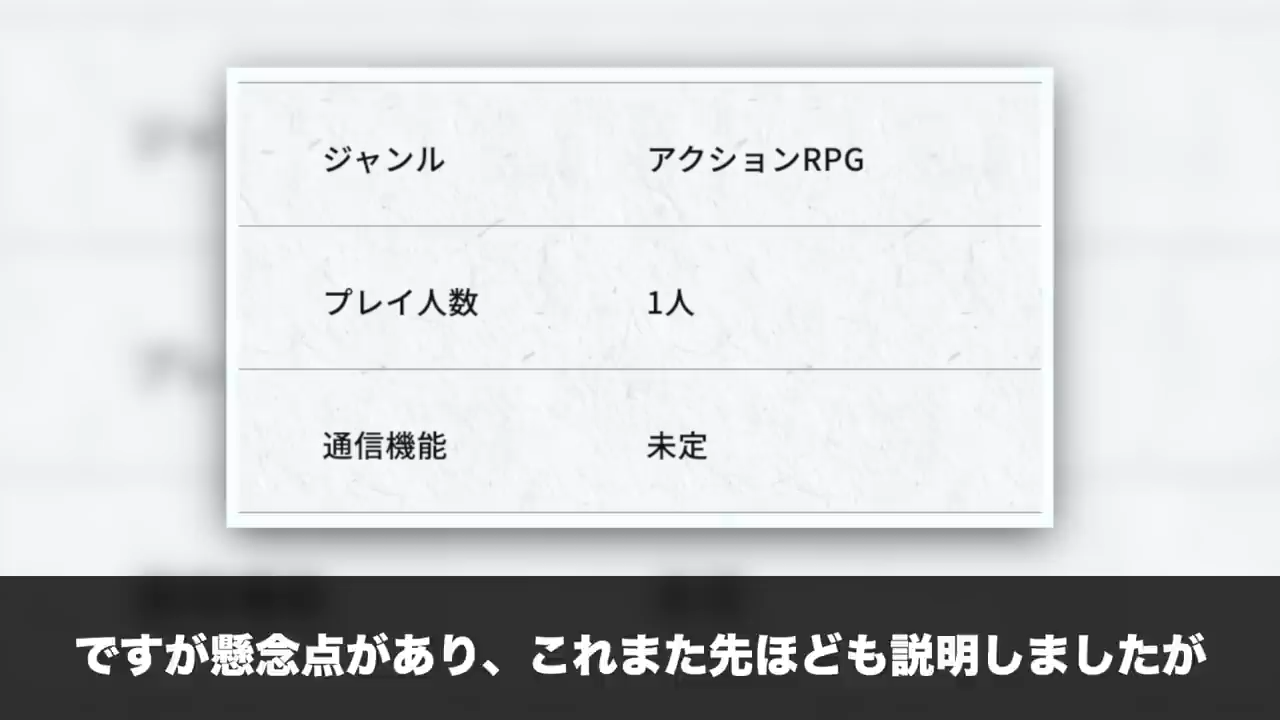 ジャンル アクションRPG
プレイ人数 1人
通信機能 未定
ですが懸念点があり、これまた先ほども説明しましたが